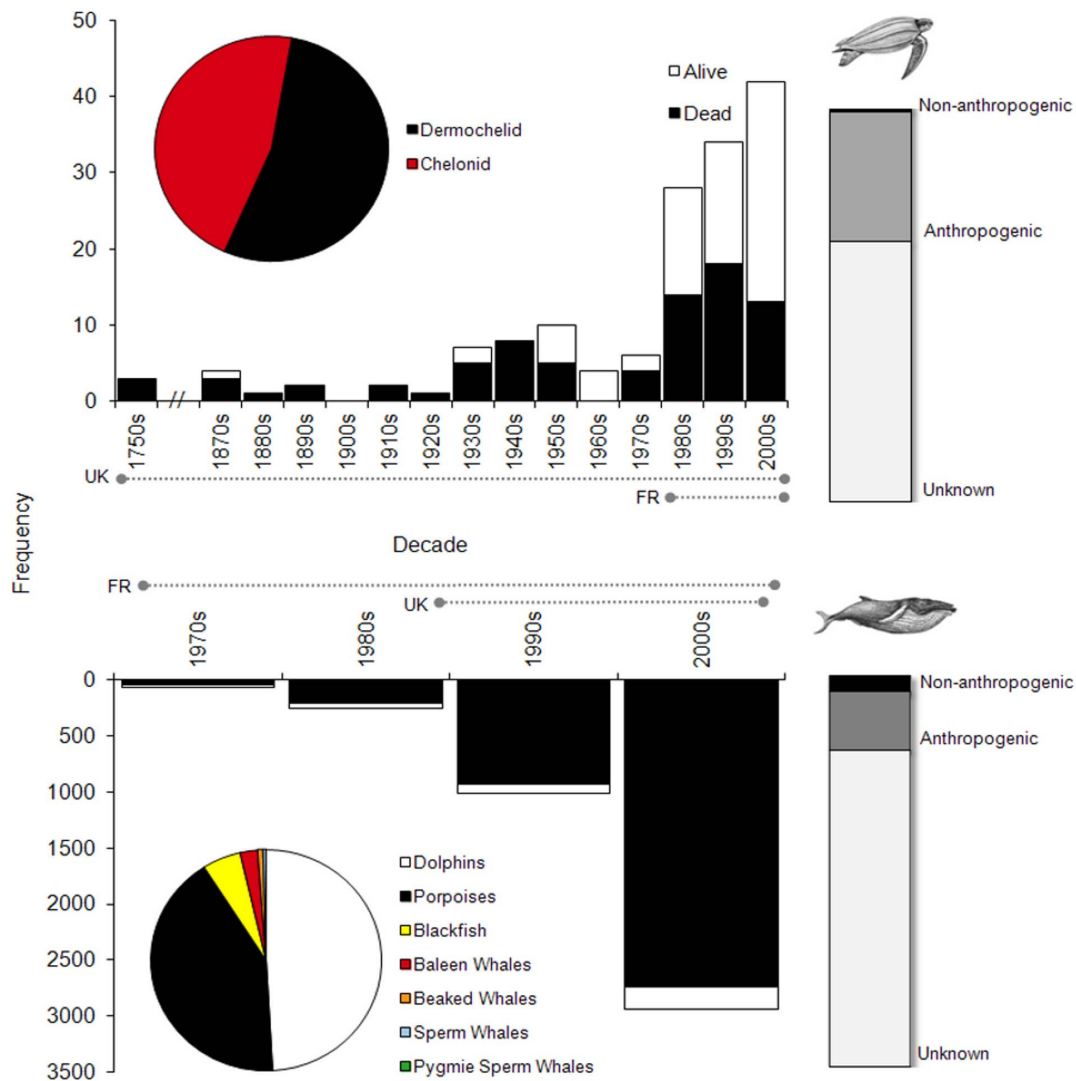 50
40
30
20
10
0
Dermochelid
Chelonid
Alive
Dead
Non-anthropogenic
Anthropogenic
Unknown
1750s
//
1870s
1880s
1890s
1900s
1910s
1920s
1930s
1940s
1950s
1960s
1970s
1980s
1990s
2000s
UK
FR
Frequency
Decade
FR
UK
1970s
1980s
1990s
2000s
0
500
1000
1500
2000
2500
3000
3500
Dolphins
Porpoises
Blackfish
Baleen Whales
Beaked Whales
Sperm Whales
Pygmie Sperm Whales
Non-anthropogenic
Anthropogenic
Unknown